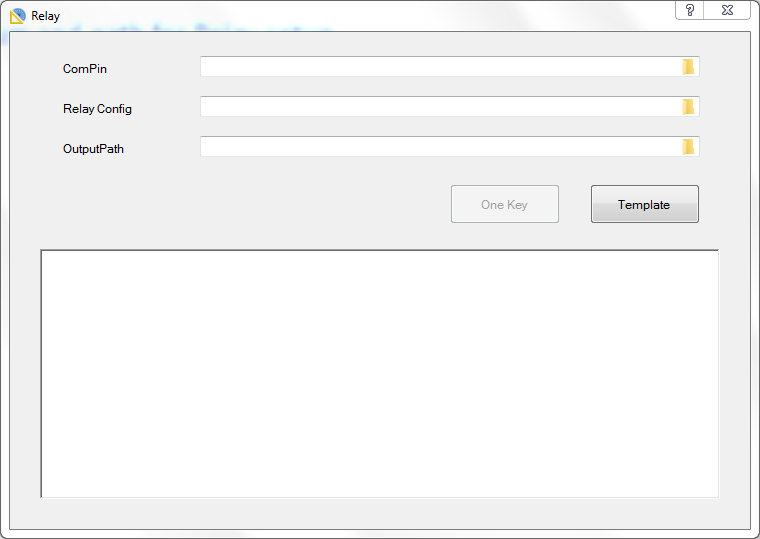 Relay
ComPin
Relay Config
OutputPath
One Key
Template